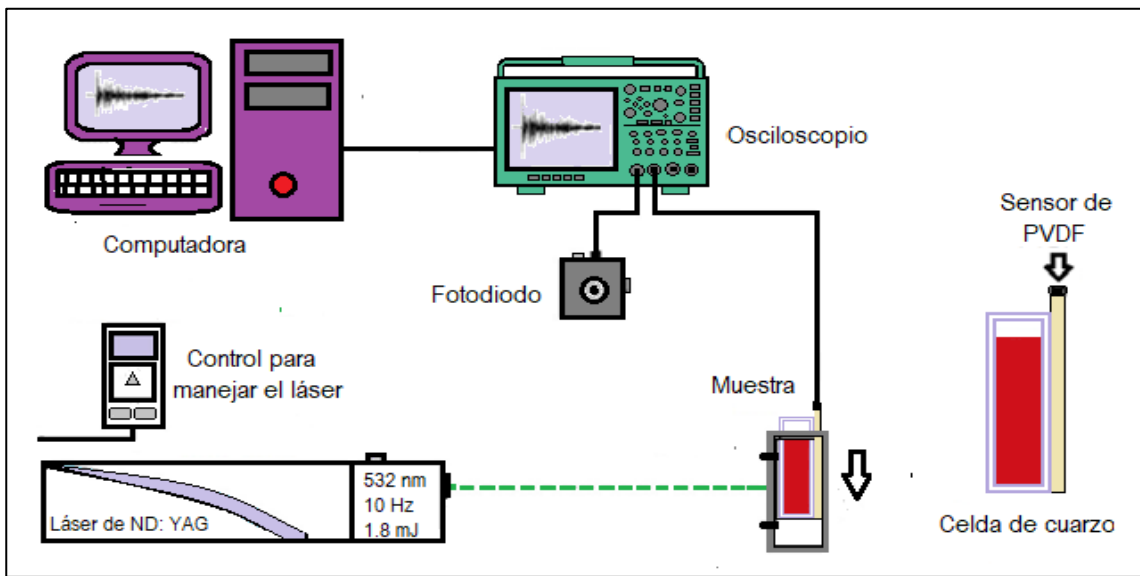 Osciloscopio
Computadora
Sensor de
PVDF
Fotodiodo
Control para
manejar el láser
Muestra
532 nm
10 Hz
1.8 mJ
Láser de ND: YAG
Celda de cuarzo